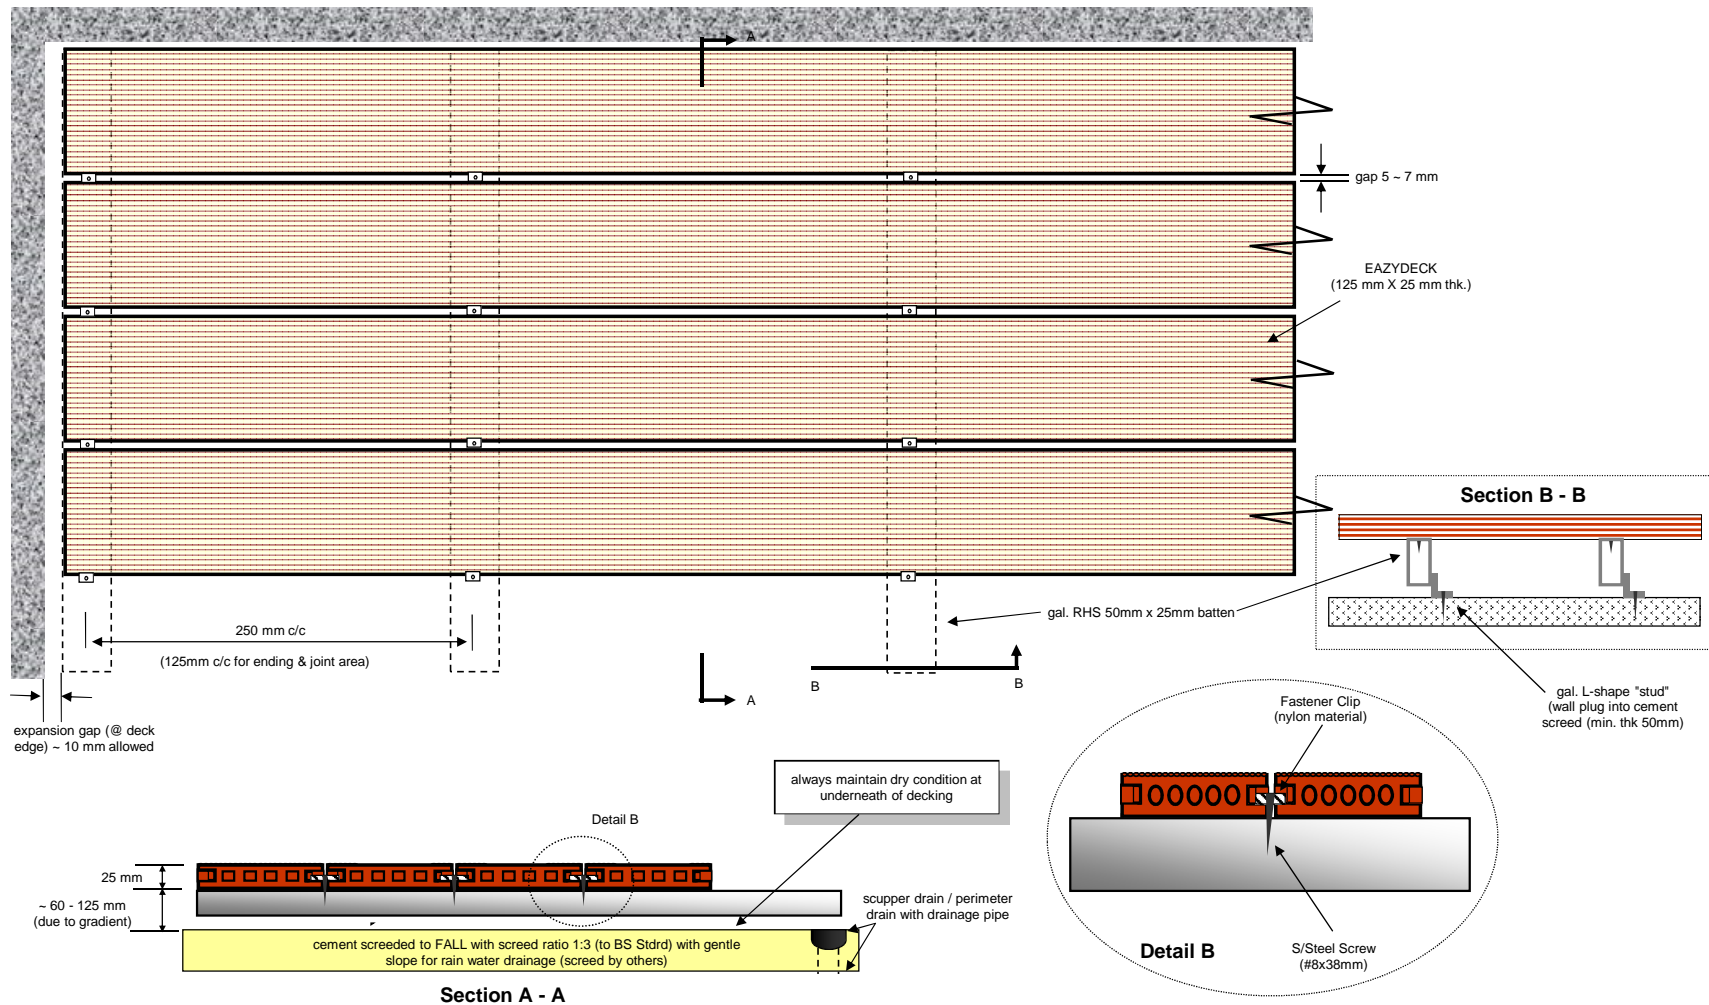 A
gap 5 ~ 7 mm
EAZYDECK
(125 mm X 25 mm thk.)
Section B - B
gal. RHS 50mm x 25mm batten
250 mm c/c
(125mm c/c for ending & joint area)
B
B
A
expansion gap (@ deck
edge) ~ 10 mm allowed
gal. L-shape "stud"
(wall plug into cement
screed (min. thk 50mm)
Fastener Clip
(nylon material)
always maintain dry condition at
underneath of decking
Detail B
25 mm
~ 60 - 125 mm
(due to gradient)
scupper drain / perimeter
drain with drainage pipe
cement screeded to FALL with screed ratio 1:3 (to BS Stdrd) with gentle
slope for rain water drainage (screed by others)
Section A - A
Detail B
S/Steel Screw
(#8x38mm)